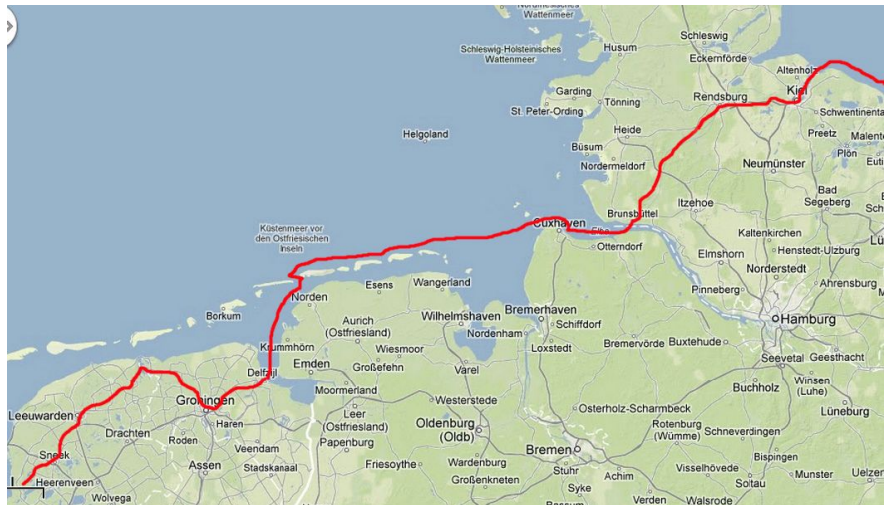 Wattenmeer
Schleswig
Husum
Eckernförde
Schleswig-Holsteinisches
Wattenmeer
Altenholz
Garding
Tönning
Rendsburg
Kiel
St. Peter-Ording
Schwentinental
Helgoland
Heide
Preetz
Malente
Büsum
Plön
Nordermeldorf
Neumünster
Eutin
Bad
Segeberg
Itzehoe
Brunsbüttel
Cuxhaven
Elbe
Küstenmeer vor
den Ostfriesischen
Inseln
Otterndorf
Kaltenkirchen
Lü
Elmshorn
Henstedt-Ulzburg
Norderstedt
Esens
Wangerland
Pinneberg
Ahrensburg
Norden
Borkum
Aurich
(Ostfriesland)
Wilhelmshaven
Bremerhaven
Hamburg
Schiffdorf
Nordenham
Krummhörn
Wiesmoor
Loxstedt
Bremervörde
Buxtehude
Emden
Großefehn
Varel
Seevetal
Geesthacht
Delfzijl
Moormerland
Buchholz
Winsen
(Luhe)
Groningen
Westerstede
Leeuwarden
Leer
(Ostfriesland)
Osterholz-Scharmbeck
Lüneburg
Haren
Drachten
Roden
Oldenburg
(Oldb)
Rotenburg
(Wümme)
Schneverdingen
Papenburg
Veendam
Bremen
Sneek
Assen
Stadskanaal
Friesoythe
Wardenburg
Bispingen
Stuhr
Visselhövede
Heerenveen
Großenkneten
Achim
Soltau
Munster
Uelzen
Syke
Wolvega
Verden
Walsrode